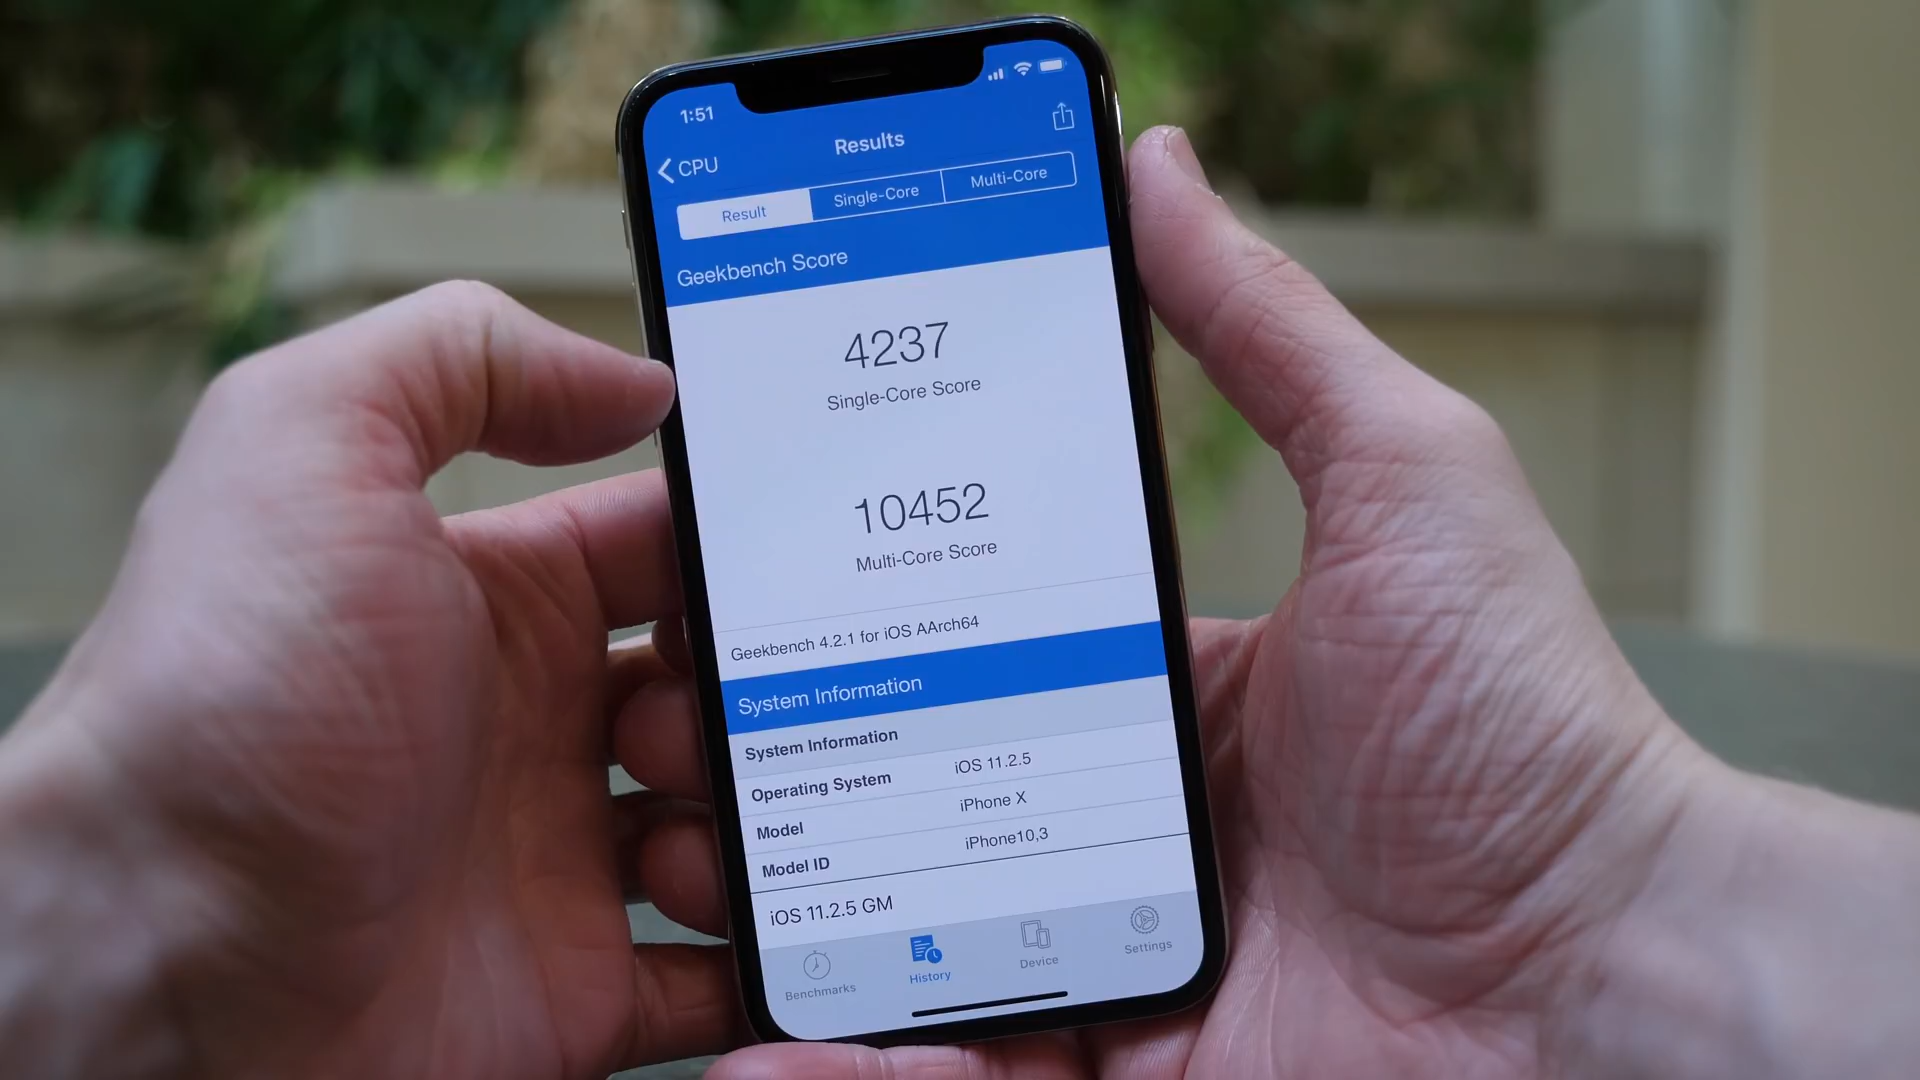 1:51
CPU
Results
Result
Single-Core
Multi-Core
Geekbench Score
4237
Single-Core Score
10452
Multi-Core Score
Geekbench 4.2.1 for iOS AArch64
System Information
System Information
Operating System iOS 11.2.5
Model iPhone X
Model ID iPhone10,3
iOS 11.2.5 GM
Benchmarks
History
Device
Settings